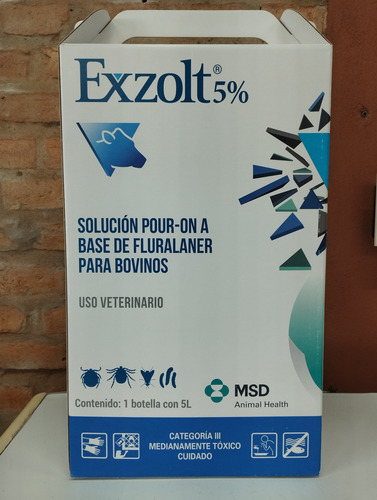 Exzolt® 5%
SOLUCIÓN POUR-ON A
BASE DE FLURALANER
PARA BOVINOS
USO VETERINARIO
Contenido: 1 botella con 5L
MSD
Animal Health
CATEGORÍA III
MEDIANAMENTE TÓXICO
CUIDADO